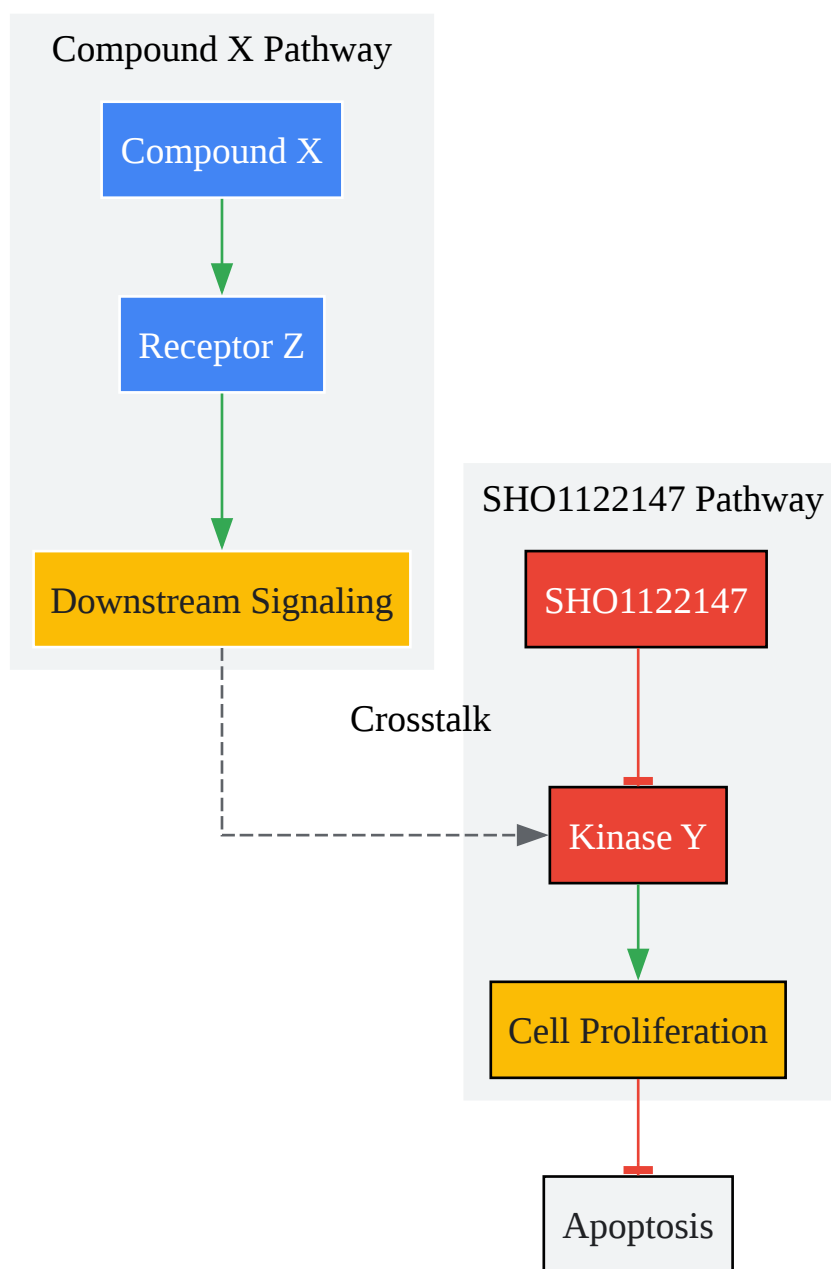 Compound X Pathway
Compound X
Receptor Z
Downstream Signaling
Crosstalk
SHO1122147 Pathway
SHO1122147
Kinase Y
Cell Proliferation
Apoptosis